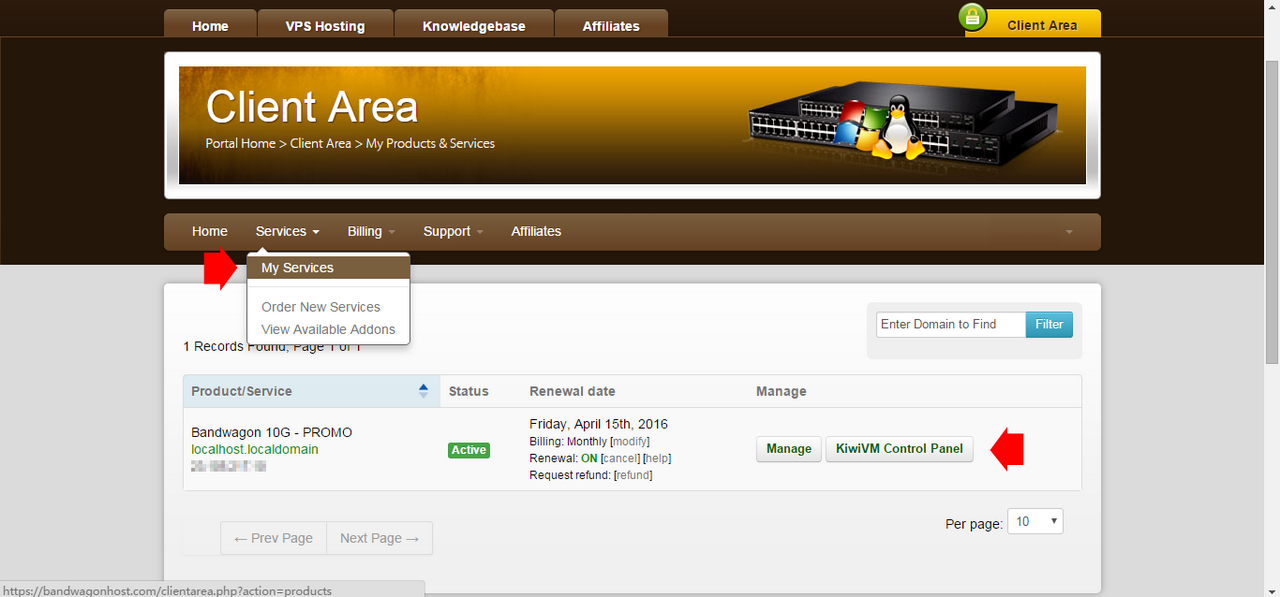 Home VPS Hosting Knowledgebase Affiliates Client Area
Client Area
Portal Home > Client Area > My Products & Services
Home Services Billing Support Affiliates
My Services
Order New Services
View Available Addons
Enter Domain to Find Filter
1 Records Found, Page 1 of 1
Product/Service Status Renewal date Manage
Bandwagon 10G - PROMO
localhost.localdomain
Active
Friday, April 15th, 2016
Billing: Monthly [modify]
Renewal: ON [cancel] [help]
Request refund: [refund]
Manage KiwiVM Control Panel
Per page: 10
← Prev Page Next Page →
https://bandwagonhost.com/clientarea.php?action=products